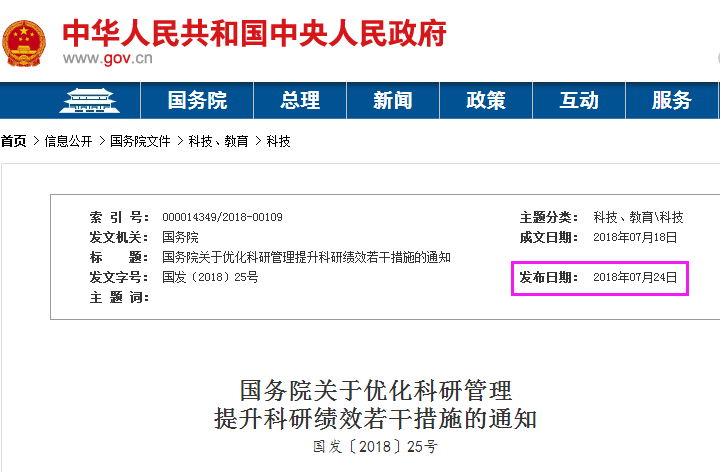 中华人民共和国中央人民政府
www.gov.cn
国务院 总理 新闻 政策 互动 服务
首页 > 信息公开 > 国务院文件 > 科技、教育 > 科技
索 引 号： 000014349/2018-00109 主题分类： 科技、教育\科技
发文机关： 国务院 成文日期： 2018年07月18日
标　　题： 国务院关于优化科研管理提升科研绩效若干措施的通知
发文字号： 国发〔2018〕25号 发布日期： 2018年07月24日
主 题 词：
国务院关于优化科研管理
提升科研绩效若干措施的通知
国发〔2018〕25号